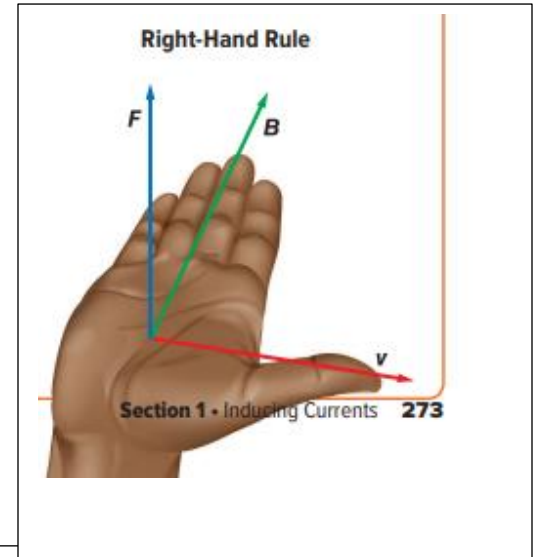 Right-Hand Rule
F
B
v
Section 1 • Inducing Currents 273